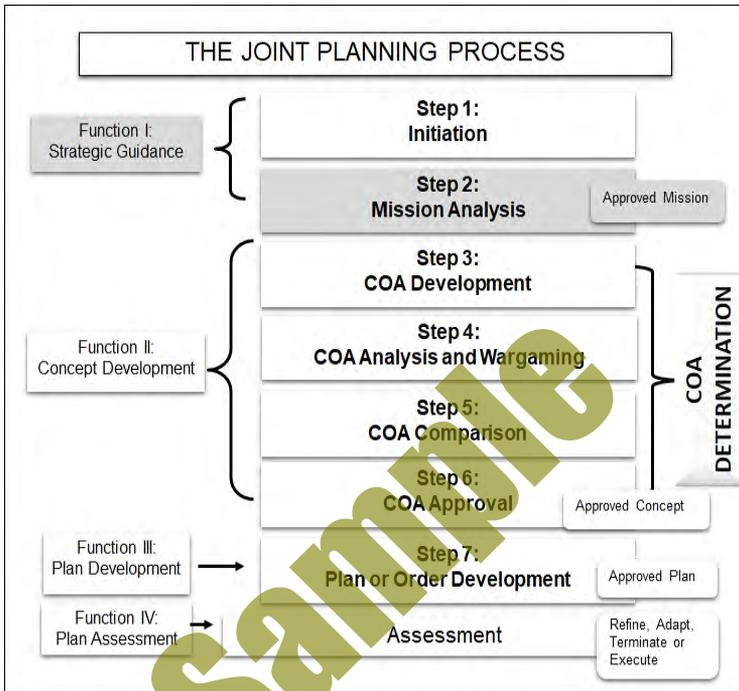 THE JOINT PLANNING PROCESS
Function I:
Strategic Guidance
Step 1:
Initiation
Step 2:
Mission Analysis
Approved Mission
Function II:
Concept Development
Step 3:
COA Development
Step 4:
COA Analysis and Wargaming
Step 5:
COA Comparison
Step 6:
COA Approval
Approved Concept
COA
DETERMINATION
Function III:
Plan Development
Step 7:
Plan or Order Development
Approved Plan
Function IV:
Plan Assessment
Assessment
Refine, Adapt,
Terminate or
Execute
Sample